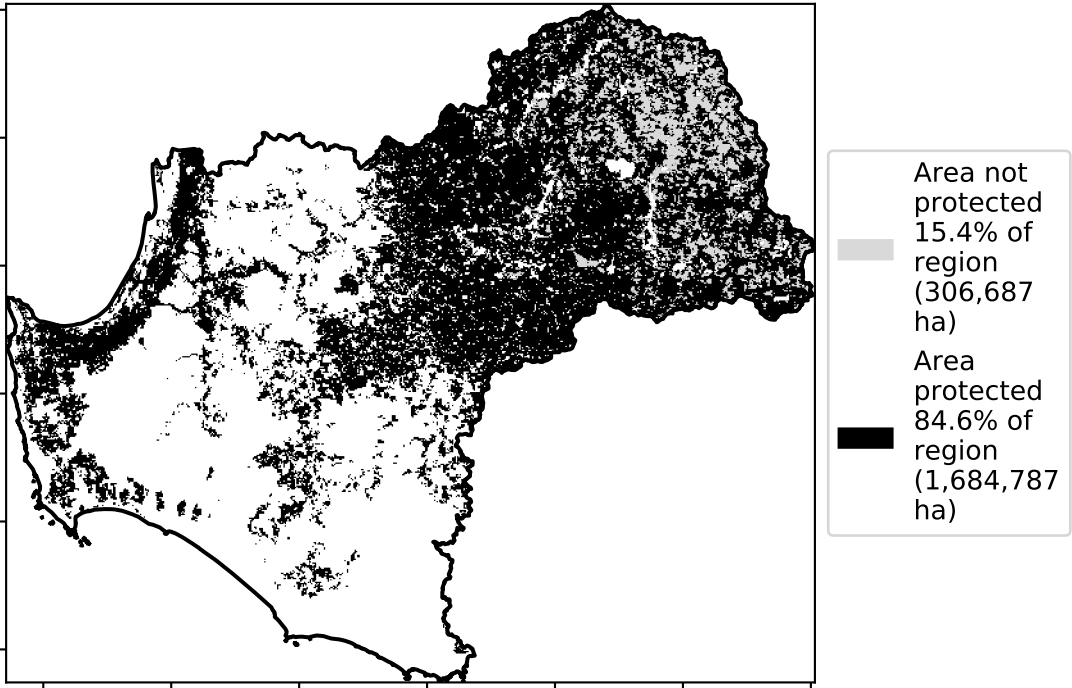 Area not
protected
15.4% of
region
(306,687
ha)
Area
protected
84.6% of
region
(1,684,787
ha)